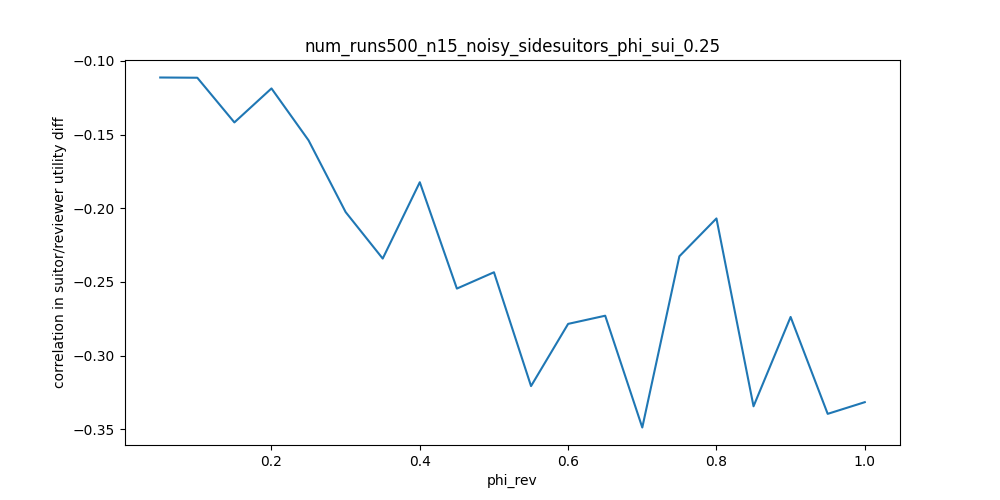 num_runs500_n15_noisy_sidesuitors_phi_sui_0.25
correlation in suitor/reviewer utility diff
−0.10
−0.15
−0.20
−0.25
−0.30
−0.35
0.2 0.4 0.6 0.8 1.0
phi_rev